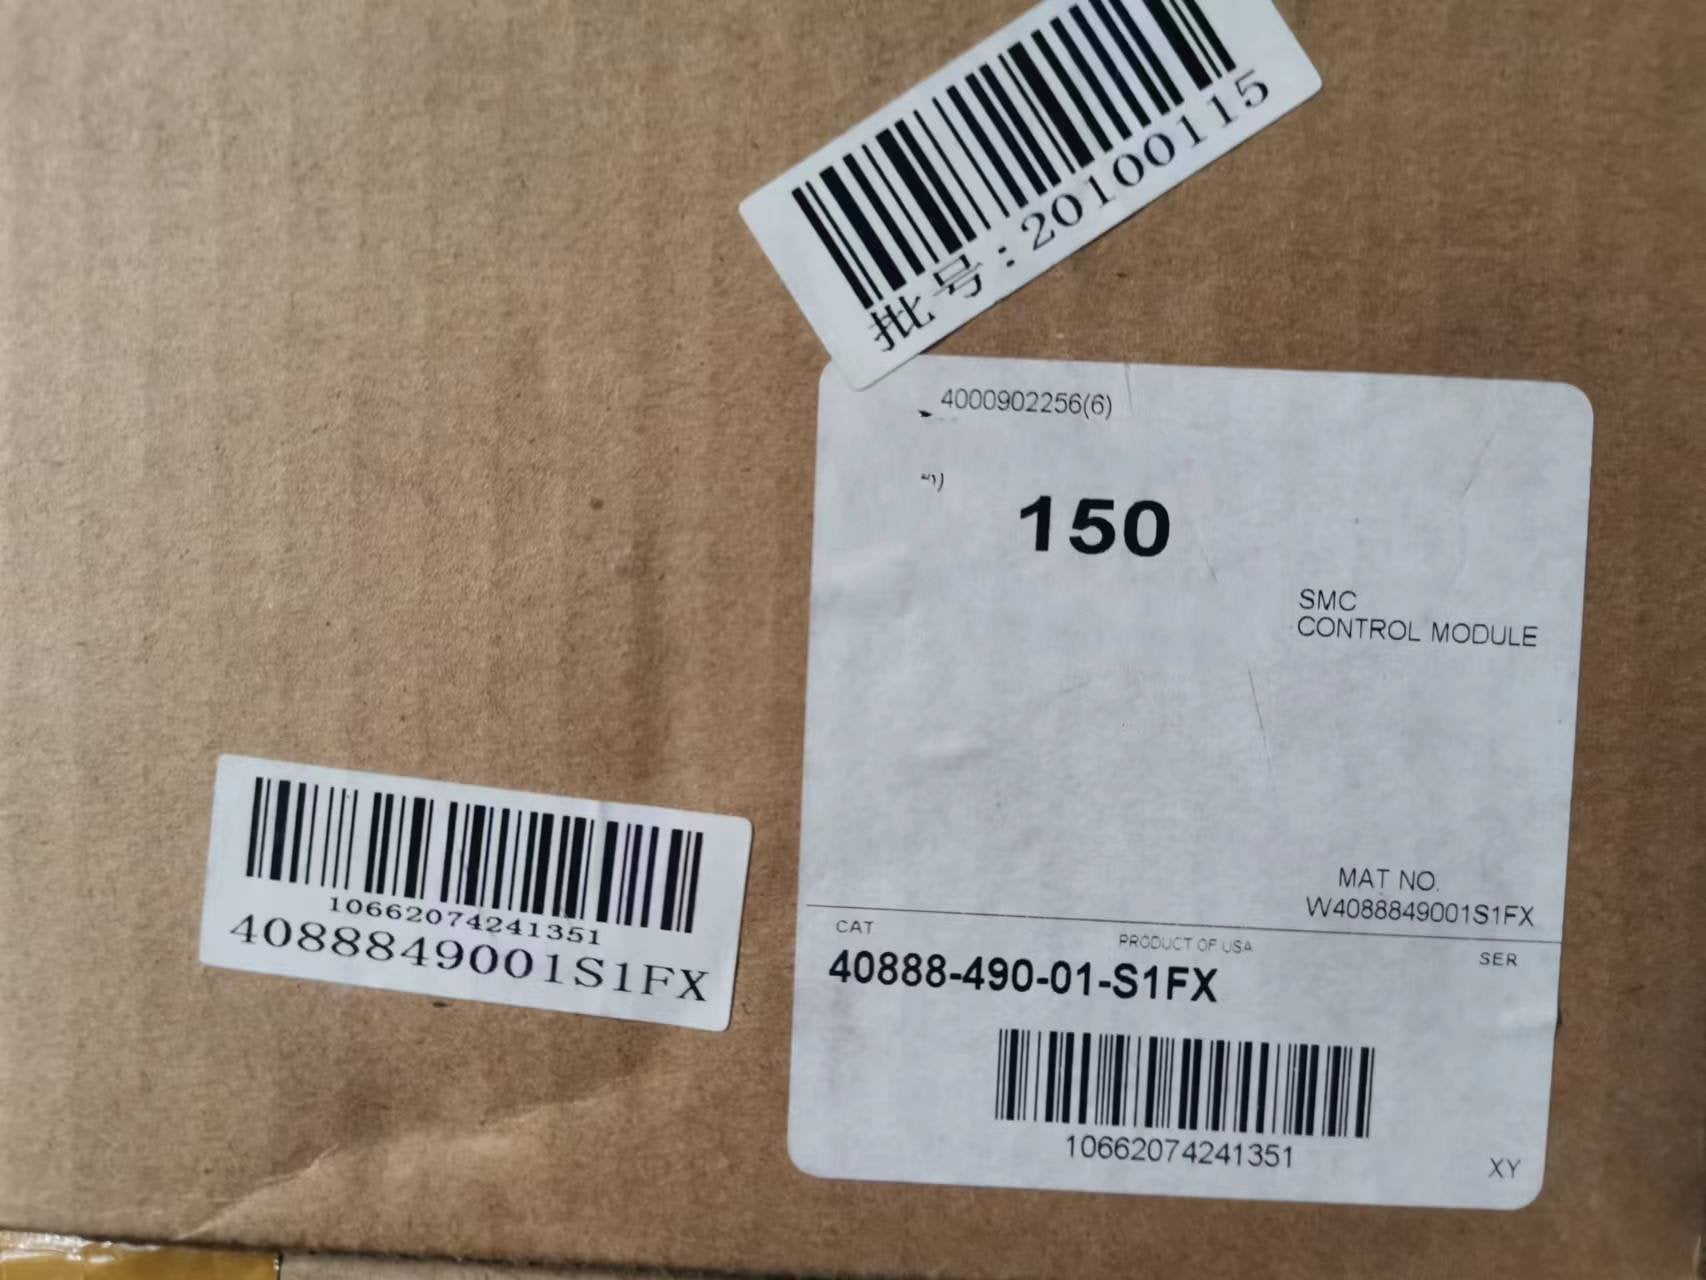 批号:20100115
4000902256(6)
150
SMC
CONTROL MODULE
MAT NO.
W4088849001S1FX
CAT
PRODUCT OF USA
SER
40888-490-01-S1FX
10662074241351
XY
10662074241351
4088849001S1FX